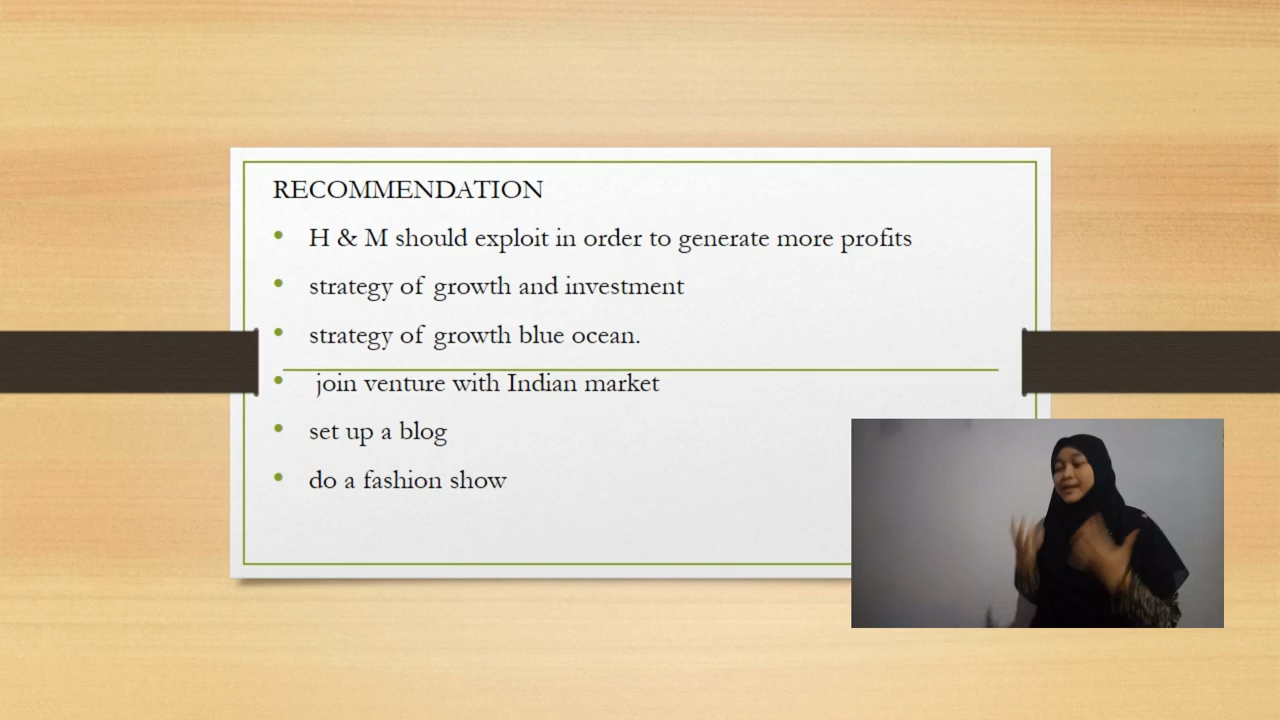 RECOMMENDATION
• H & M should exploit in order to generate more profits
• strategy of growth and investment
• strategy of growth blue ocean.
• join venture with Indian market
• set up a blog
• do a fashion show